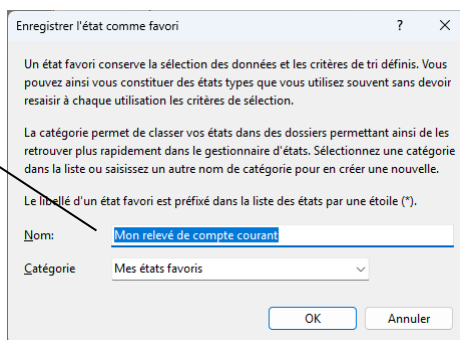 Enregistrer l'état comme favori
Un état favori conserve la sélection des données et les critères de tri définis. Vous
pouvez ainsi vous constituer des états types que vous utilisez souvent sans devoir
resaisir à chaque utilisation les critères de sélection.
La catégorie permet de classer vos états dans des dossiers permettant ainsi de les
retrouver plus rapidement dans le gestionnaire d'états. Sélectionnez une catégorie
dans la liste ou saisissez un autre nom de catégorie pour en créer une nouvelle.
Le libellé d'un état favori est préfixé dans la liste des états par une étoile (*).
Nom: Mon relevé de compte courant
Catégorie Mes états favoris
OK Annuler